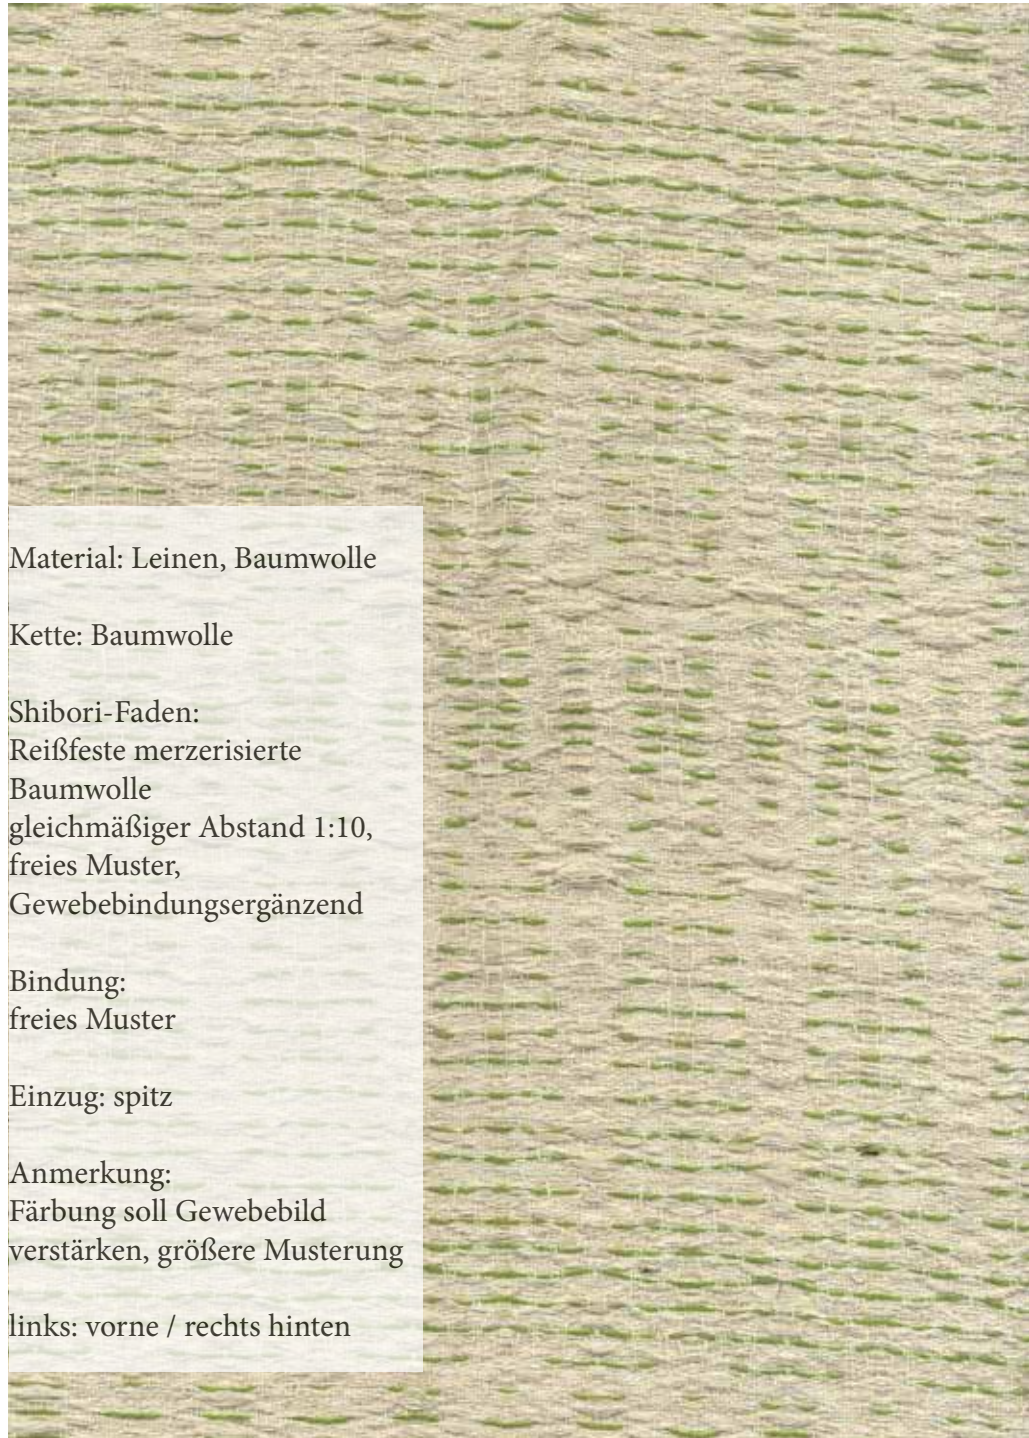 Material: Leinen, Baumwolle
Kette: Baumwolle
Shibori-Faden:
Reißfeste merzerisierte
Baumwolle
gleichmäßiger Abstand 1:10,
freies Muster,
Gewebebindungsergänzend
Bindung:
freies Muster
Einzug: spitz
Anmerkung:
Färbung soll Gewebebild
verstärken, größere Musterung
links: vorne / rechts hinten